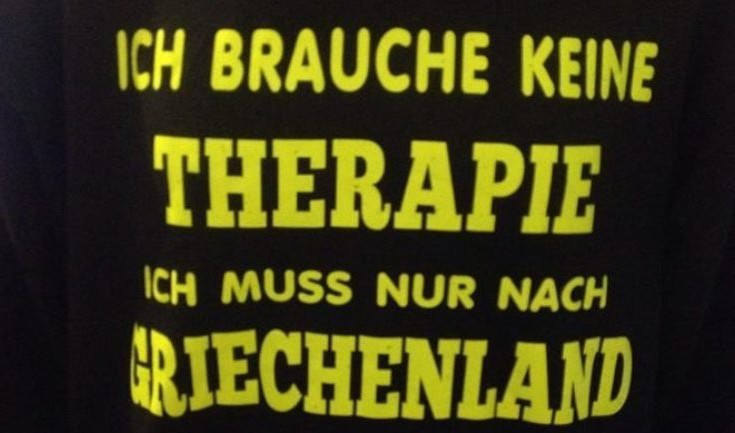 ICH BRAUCHE KEINE
THERAPIE
ICH MUSS NUR NACH
GRIECHENLAND